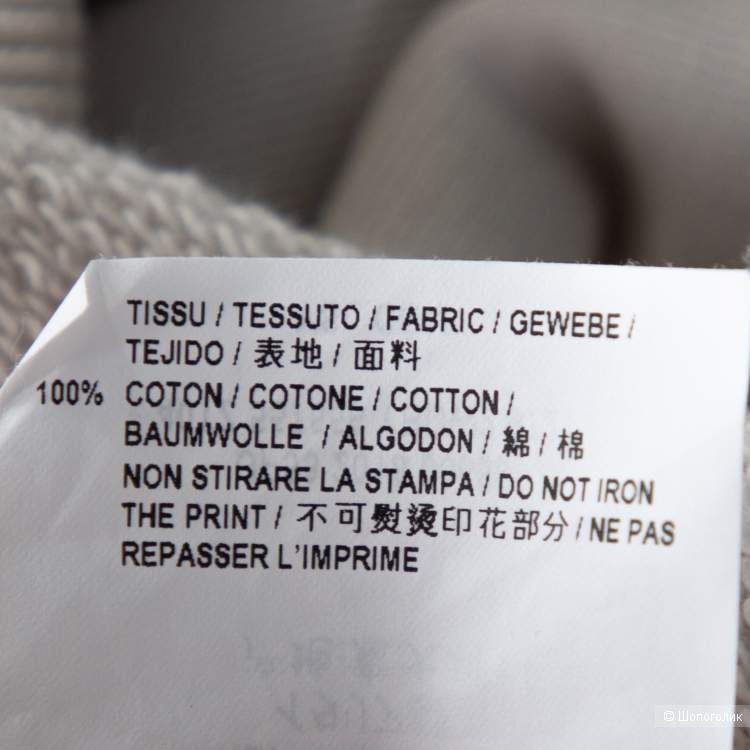 TISSU / TESSUTO / FABRIC / GEWEBE /
TEJIDO / 表地 / 面料
100% COTON / COTONE / COTTON /
BAUMWOLLE / ALGODON / 綿 / 棉
NON STIRARE LA STAMPA / DO NOT IRON
THE PRINT / 不可熨烫印花部分 / NE PAS
REPASSER L'IMPRIME
© Шопоголик